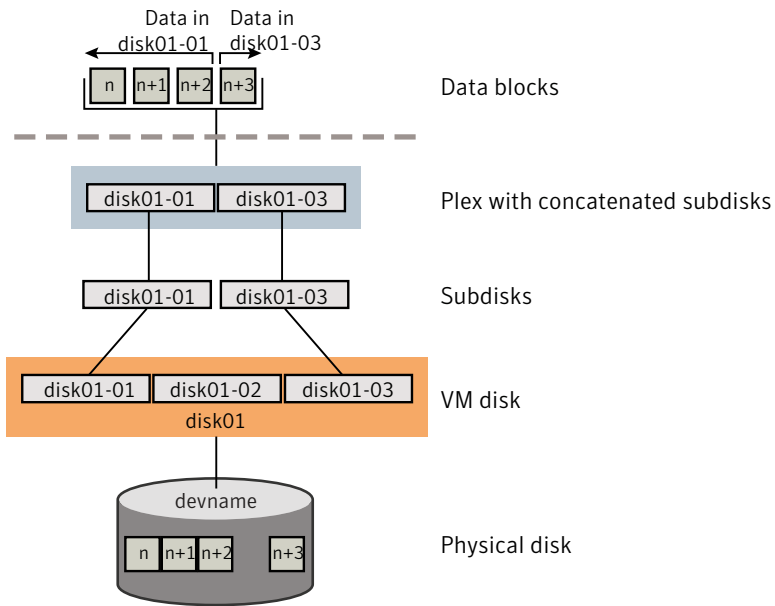 Data in
disk01-01
Data in
disk01-03
n n+1 n+2 n+3
Data blocks
disk01-01 disk01-03
Plex with concatenated subdisks
disk01-01 disk01-03
Subdisks
disk01-01 disk01-02 disk01-03
disk01
VM disk
devname
n n+1 n+2 n+3
Physical disk